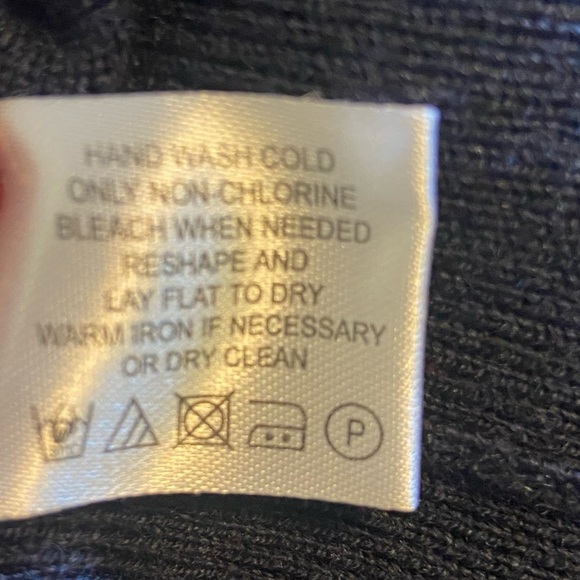 HAND WASH COLD
ONLY NON-CHLORINE
BLEACH WHEN NEEDED
RESHAPE AND
LAY FLAT TO DRY
WARM IRON IF NECESSARY
OR DRY CLEAN
P